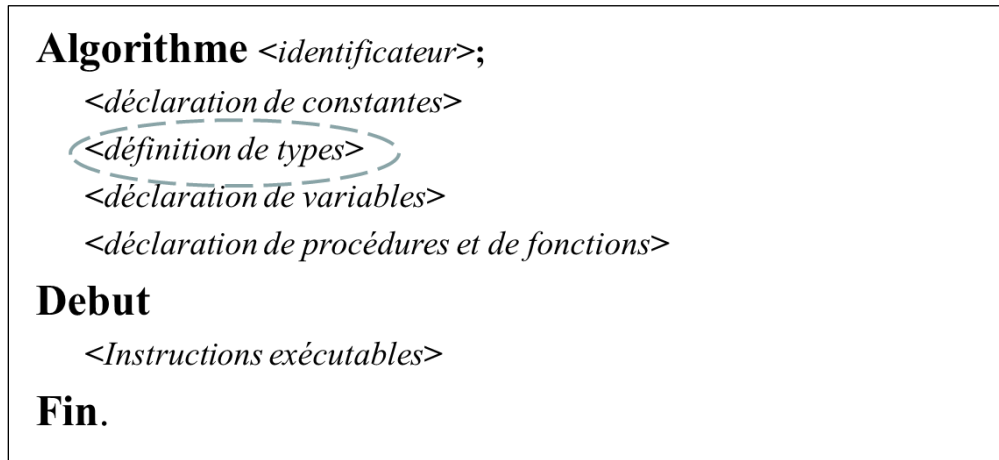 Algorithme <identificateur>;
<déclaration de constantes>
<définition de types>
<déclaration de variables>
<déclaration de procédures et de fonctions>
Debut
<Instructions exécutables>
Fin.